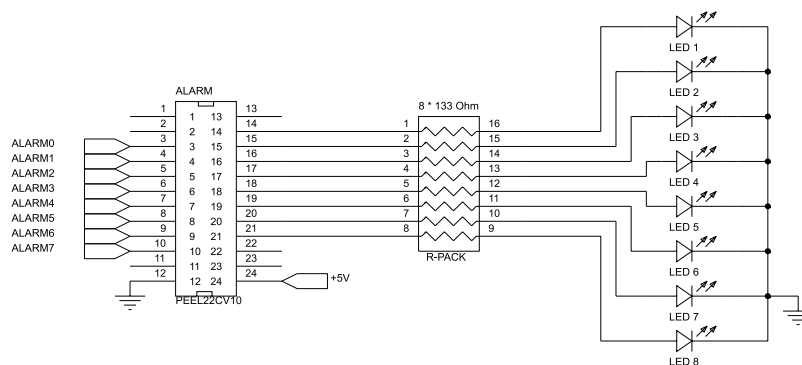 ALARM
1 1 13 13
2 2 14 14
ALARM0 3 3 15 15
ALARM1 4 4 16 16
ALARM2 5 5 17 17
ALARM3 6 6 18 18
ALARM4 7 7 19 19
ALARM5 8 8 20 20
ALARM6 9 9 21 21
ALARM7 10 10 22 22
11 11 23 23
12 12 24 24 +5V
PEEL22CV10
8 * 133 Ohm
1 16
2 15
3 14
4 13
5 12
6 11
7 10
8 9
R-PACK
LED 1
LED 2
LED 3
LED 4
LED 5
LED 6
LED 7
LED 8